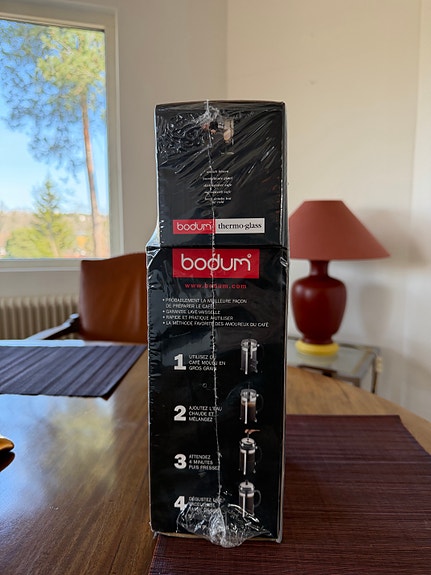 bodum thermo-glass
bodum®
www.bodum.com
• PROBABLEMENT LA MEILLEURE FAÇON
DE PRÉPARER LE CAFÉ
• GARANTIE LAVE-VAISSELLE
• RAPIDE ET PRATIQUE À UTILISER
• LA MÉTHODE FAVORITE DES AMOUREUX DU CAFÉ
1 UTILISEZ DU
CAFÉ MOULU EN
GROS GRAIN
2 AJOUTEZ L'EAU
CHAUDE ET
MÉLANGEZ
3 ATTENDEZ
4 MINUTES
PUIS PRESSEZ
4 DÉGUSTEZ